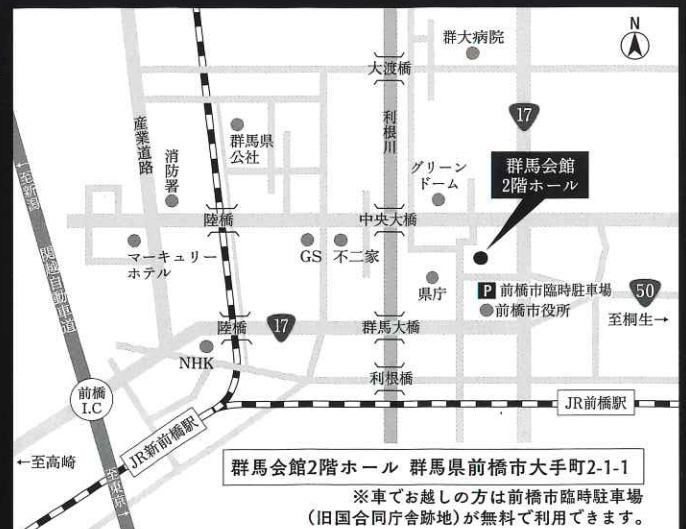 N
群大病院
大渡橋
17
利根川
産業道路
消防署
群馬県
公社
グリーン
ドーム
群馬会館
2階ホール
←至新潟
陸橋
中央大橋
マーキュリー
ホテル
GS
不二家
県庁
P 前橋市臨時駐車場
50
前橋市役所
至桐生→
関越自動車道
陸橋
17
群馬大橋
NHK
利根橋
前橋
I.C
JR前橋駅
JR新前橋駅
←至高崎
至東京→
群馬会館2階ホール 群馬県前橋市大手町2-1-1
※車でお越しの方は前橋市臨時駐車場
(旧国合同庁舎跡地)が無料で利用できます。